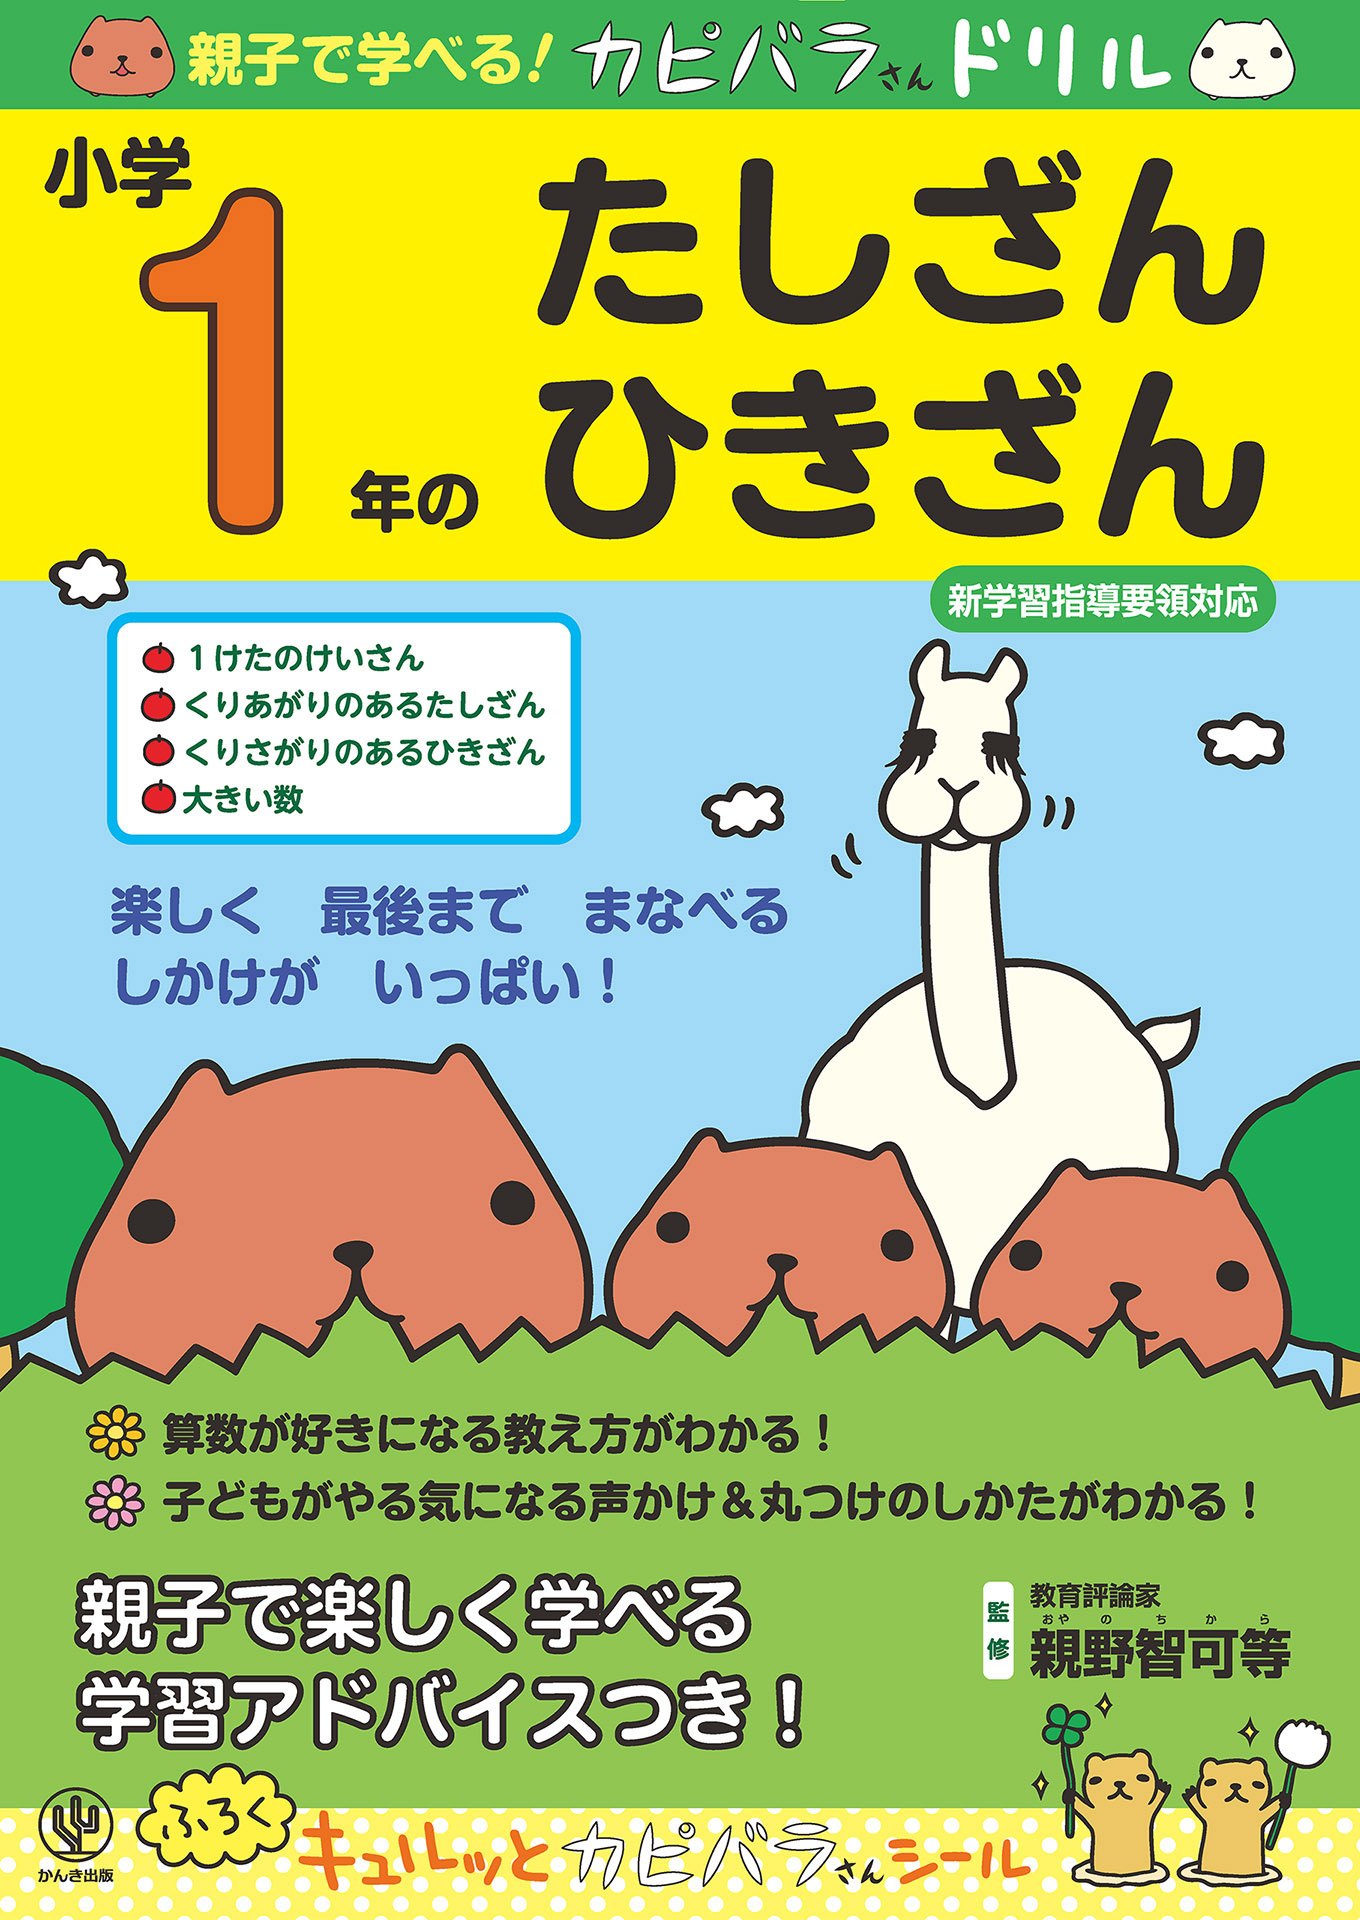 親子で学べる！カピバラさんドリル
小学
1
年の
たしざん
ひきざん
新学習指導要領対応
１けたのけいさん
くりあがりのあるたしざん
くりさがりのあるひきざん
大きい数
楽しく　最後まで　まなべる
しかけが　いっぱい！
算数が好きになる教え方がわかる！
子どもがやる気になる声かけ＆丸つけのしかたがわかる！
親子で楽しく学べる
学習アドバイスつき！
監修
教育評論家
おやのちから
親野智可等
かんき出版
ふろく
キュルッとカピバラさんシール